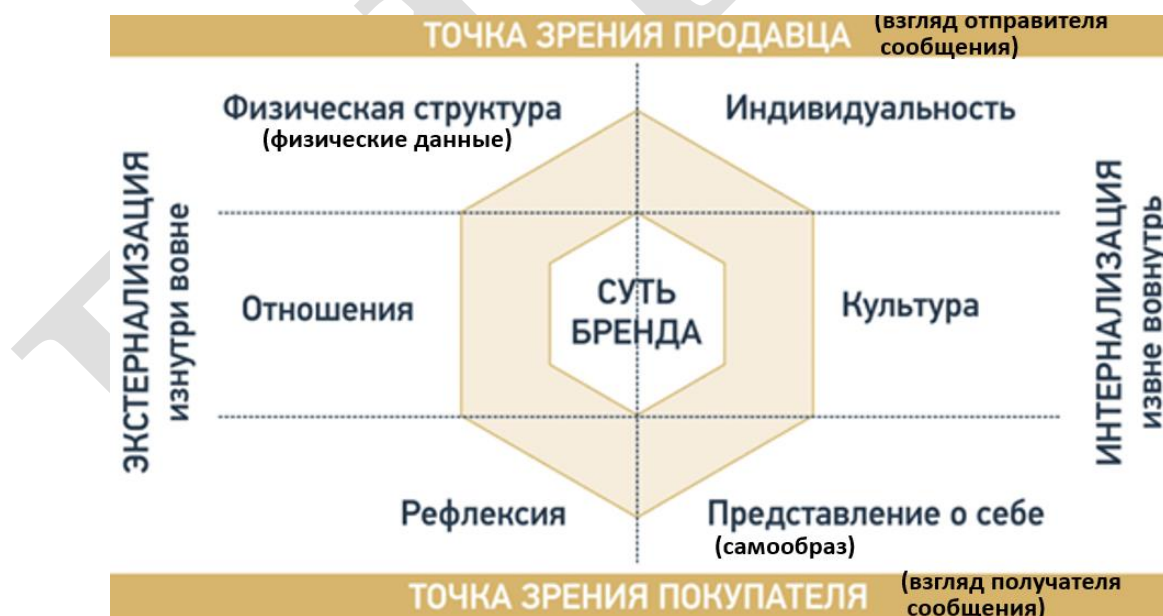 ТОЧКА ЗРЕНИЯ ПРОДАВЦА
(взгляд отправителя
сообщения)
Физическая структура
(физические данные)
Индивидуальность
ЭКСТЕРНАЛИЗАЦИЯ
изнутри вовне
Отношения
СУТЬ
БРЕНДА
Культура
ИНТЕРНАЛИЗАЦИЯ
извне вовнутрь
Рефлексия
Представление о себе
(самообраз)
ТОЧКА ЗРЕНИЯ ПОКУПАТЕЛЯ
(взгляд получателя
сообщения)